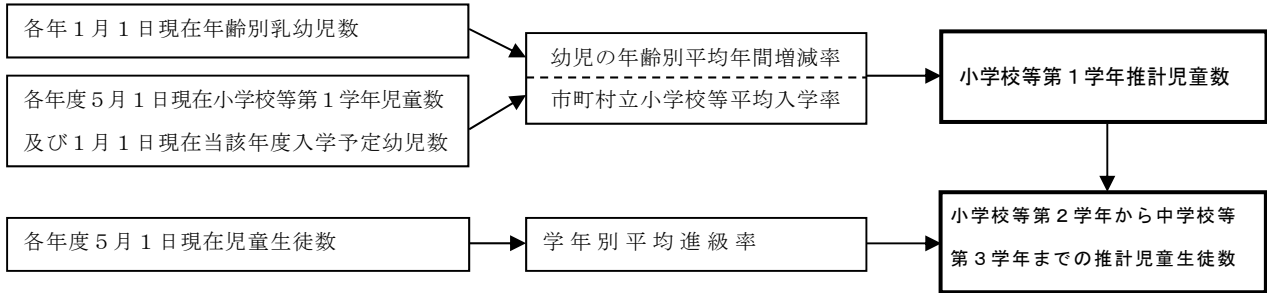 各年１月１日現在年齢別乳幼児数
各年度５月１日現在小学校等第１学年児童数
及び１月１日現在当該年度入学予定幼児数
幼児の年齢別平均年間増減率
市町村立小学校等平均入学率
小学校等第１学年推計児童数
各年度５月１日現在児童生徒数
学年別平均進級率
小学校等第２学年から中学校等
第３学年までの推計児童生徒数